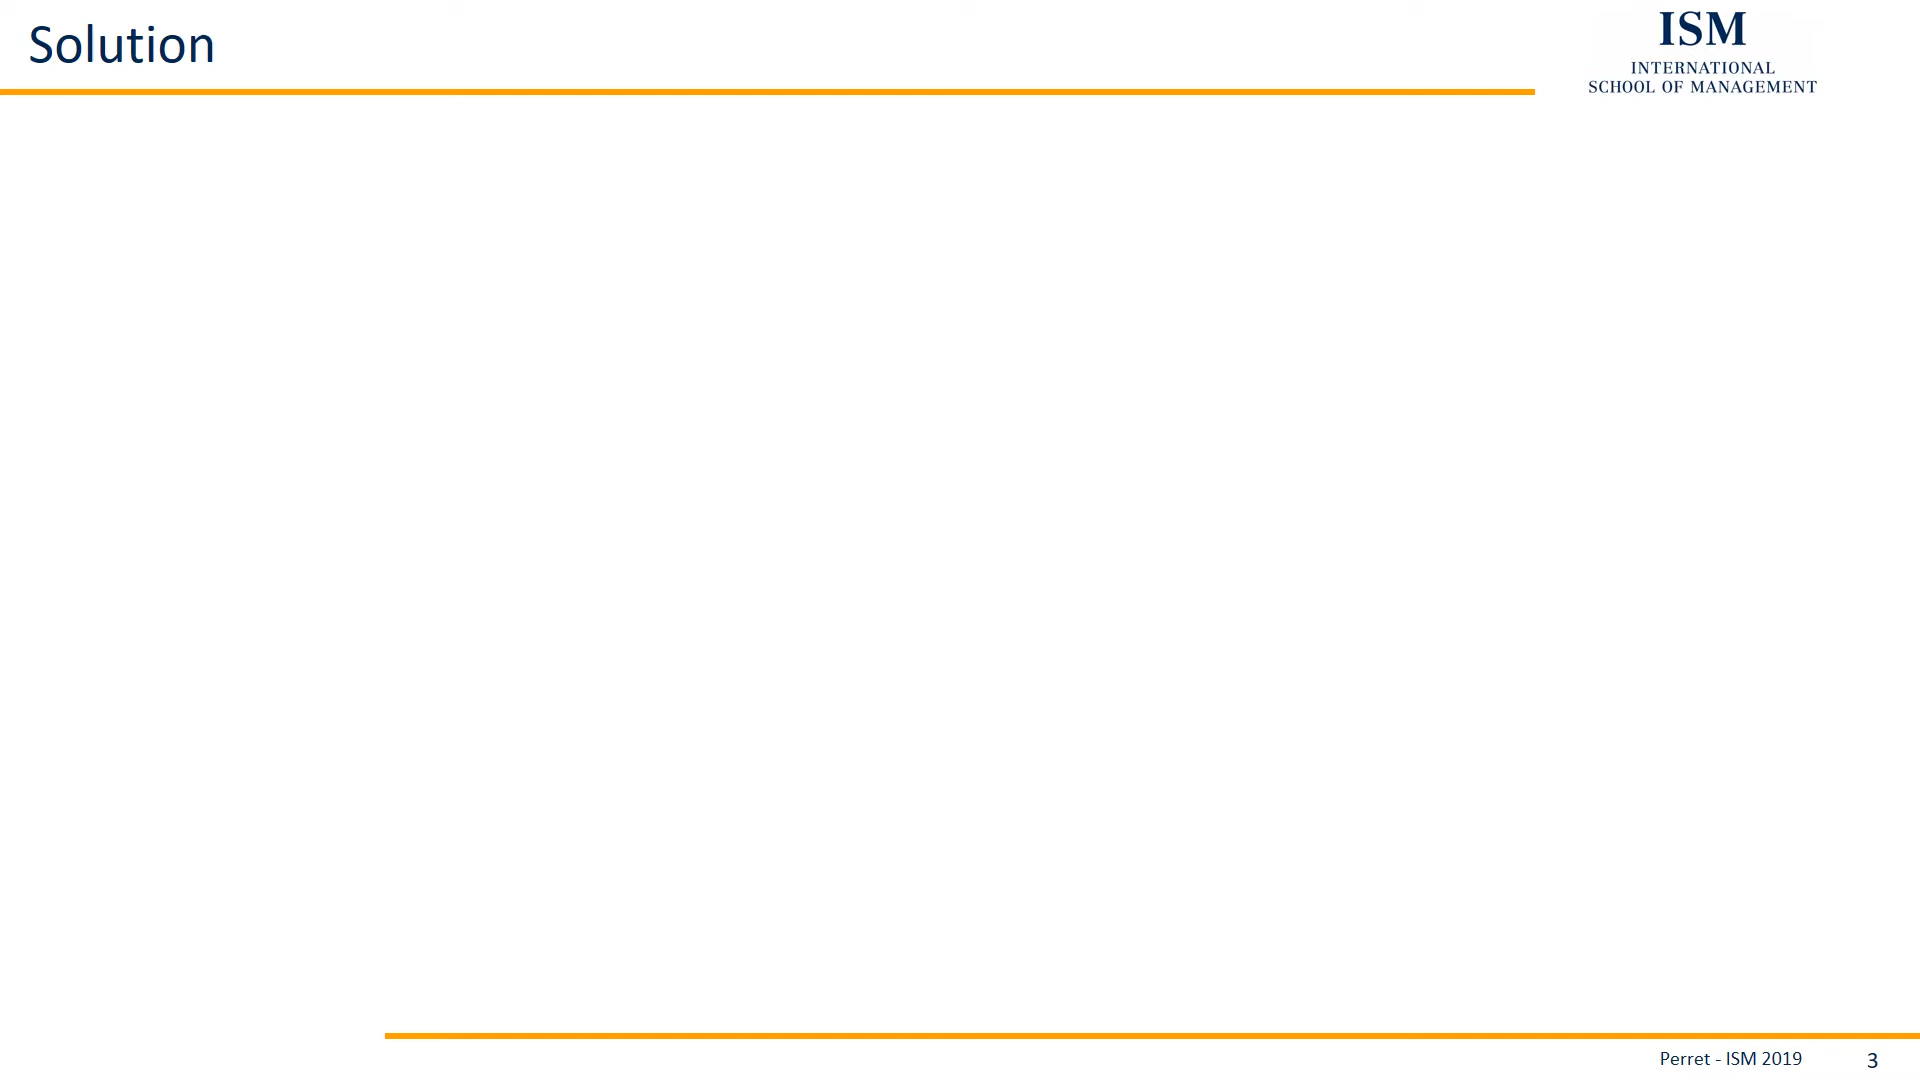 Solution
ISM
INTERNATIONAL
SCHOOL OF MANAGEMENT
Perret - ISM 2019
3